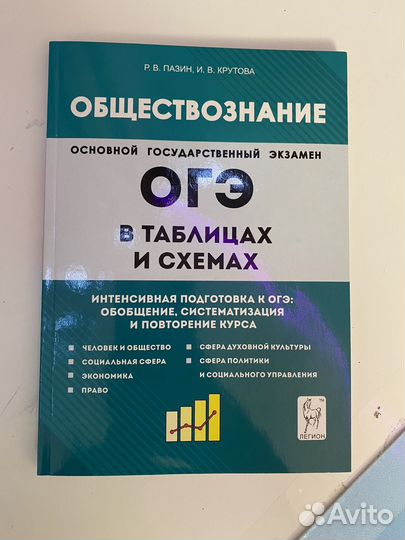 Р. В. ПАЗИН, И. В. КРУТОВА
ОБЩЕСТВОЗНАНИЕ
ОСНОВНОЙ ГОСУДАРСТВЕННЫЙ ЭКЗАМЕН
ОГЭ
В ТАБЛИЦАХ
И СХЕМАХ
ИНТЕНСИВНАЯ ПОДГОТОВКА К ОГЭ:
ОБОБЩЕНИЕ, СИСТЕМАТИЗАЦИЯ
И ПОВТОРЕНИЕ КУРСА
ЧЕЛОВЕК И ОБЩЕСТВО
СОЦИАЛЬНАЯ СФЕРА
ЭКОНОМИКА
ПРАВО
СФЕРА ДУХОВНОЙ КУЛЬТУРЫ
СФЕРА ПОЛИТИКИ
И СОЦИАЛЬНОГО УПРАВЛЕНИЯ
TM
ЛЕГИОН
Avito